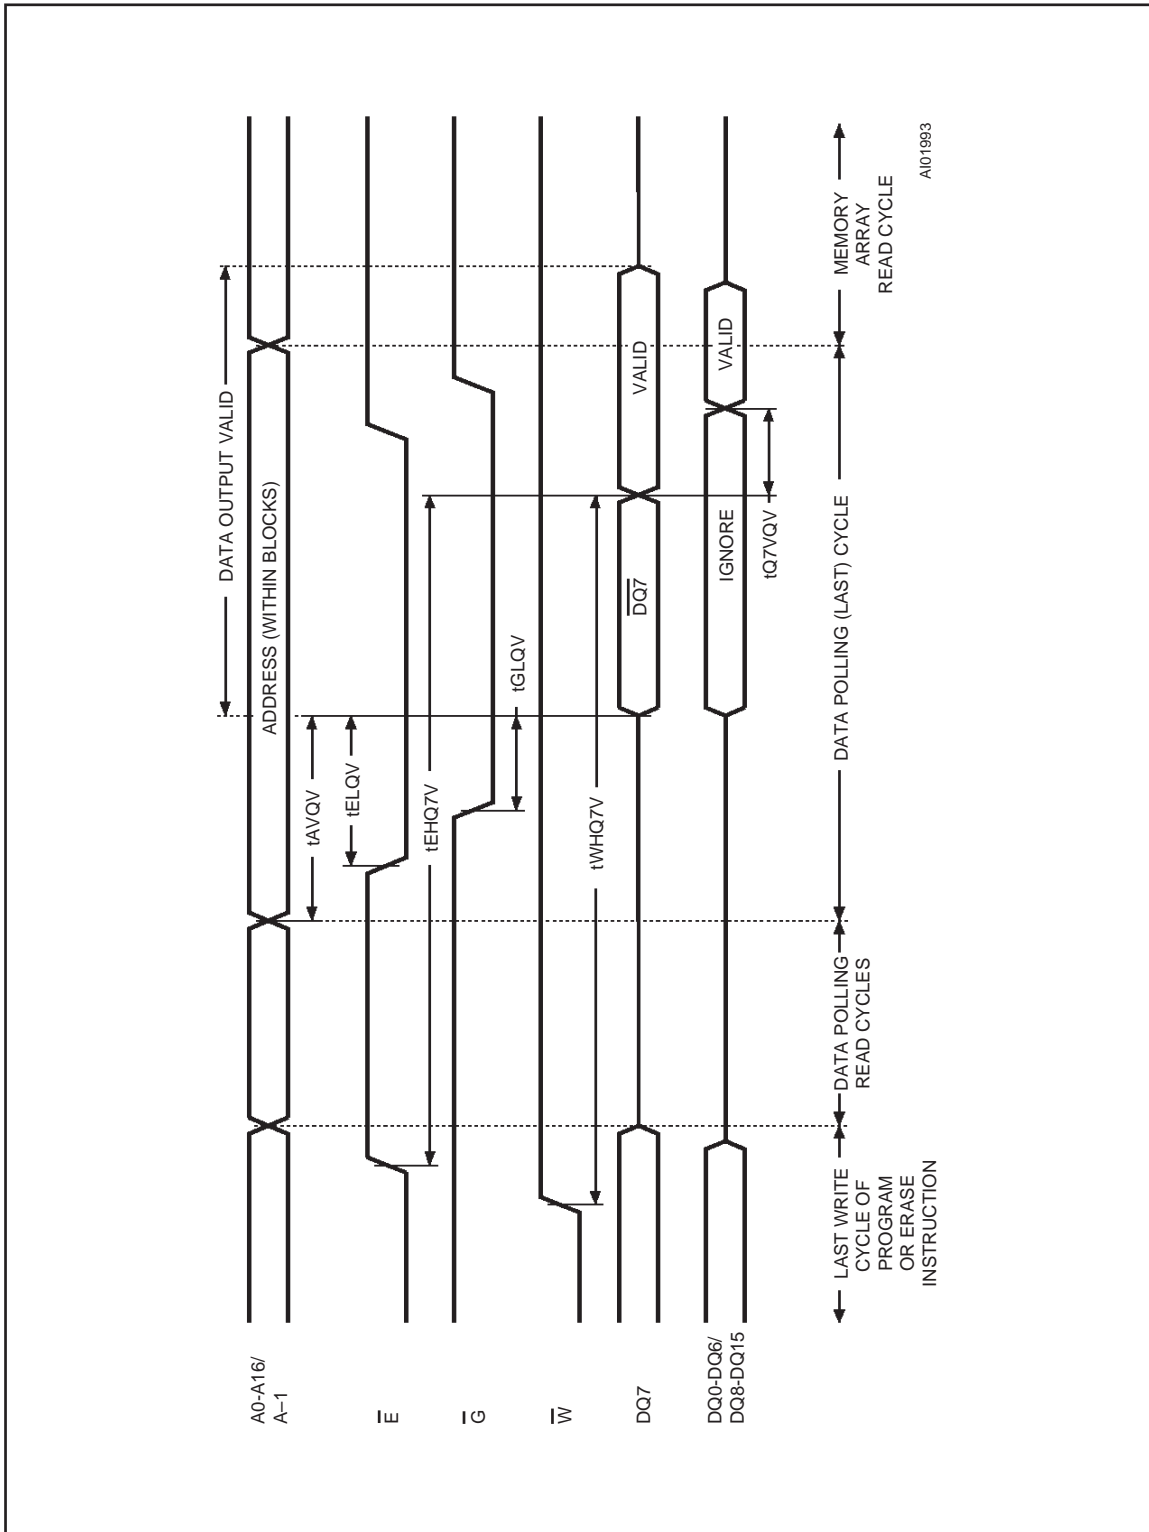 DATA OUTPUT VALID
A0-A16/
A–1
ADDRESS (WITHIN BLOCKS)
tAVQV
tELQV
E
tEHQ7V
G
tGLQV
W
tWHQ7V
DQ7
DQ7
VALID
DQ0-DQ6/
DQ8-DQ15
IGNORE
VALID
tQ7VQV
LAST WRITE
CYCLE OF
PROGRAM
OR ERASE
INSTRUCTION
DATA POLLING
READ CYCLES
DATA POLLING (LAST) CYCLE
MEMORY
ARRAY
READ CYCLE
AI01993